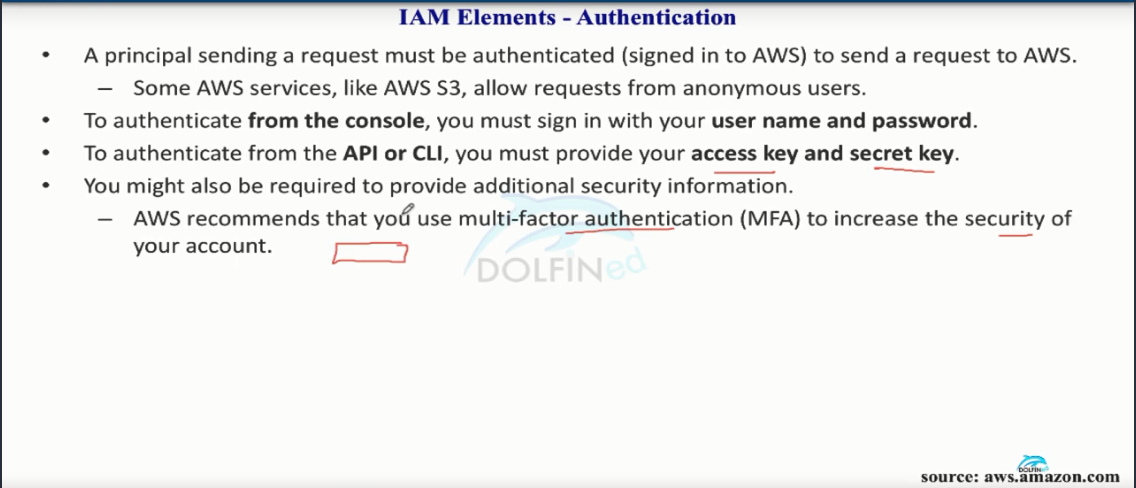 IAM Elements - Authentication
• A principal sending a request must be authenticated (signed in to AWS) to send a request to AWS.
– Some AWS services, like AWS S3, allow requests from anonymous users.
• To authenticate from the console, you must sign in with your user name and password.
• To authenticate from the API or CLI, you must provide your access key and secret key.
• You might also be required to provide additional security information.
– AWS recommends that you use multi-factor authentication (MFA) to increase the security of
your account.
DOLFINed
DOLFINed
source: aws.amazon.com